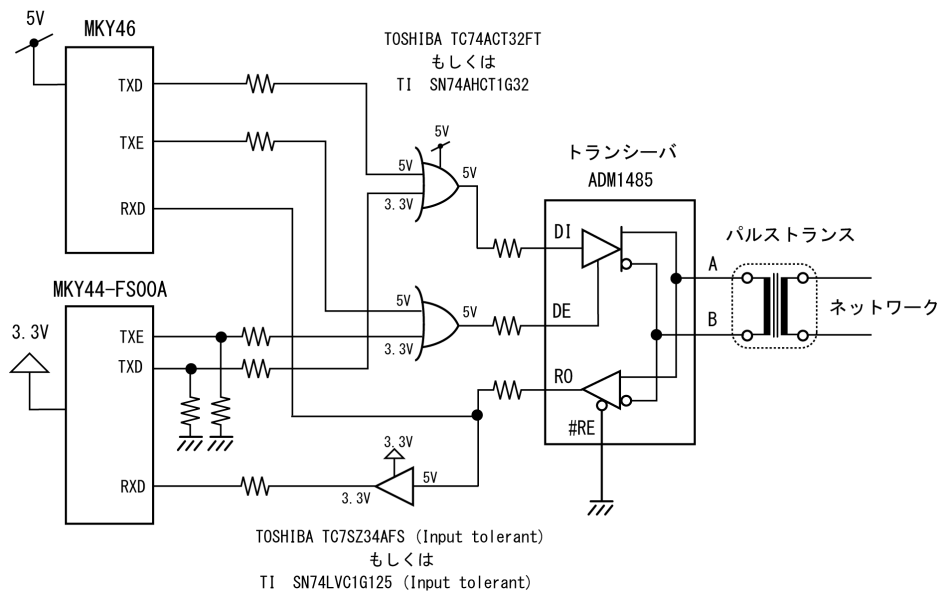 5V
MKY46
TXD
TXE
RXD
TOSHIBA TC74ACT32FT
もしくは
TI SN74AHCT1G32
5V
5V
3.3V
5V
トランシーバ
ADM1485
DI
DE
RO
#RE
A
B
パルストランス
ネットワーク
5V
3.3V
5V
MKY44-FS00A
3.3V
TXE
TXD
RXD
3.3V
5V
3.3V
TOSHIBA TC7SZ34AFS (Input tolerant)
もしくは
TI SN74LVC1G125 (Input tolerant)